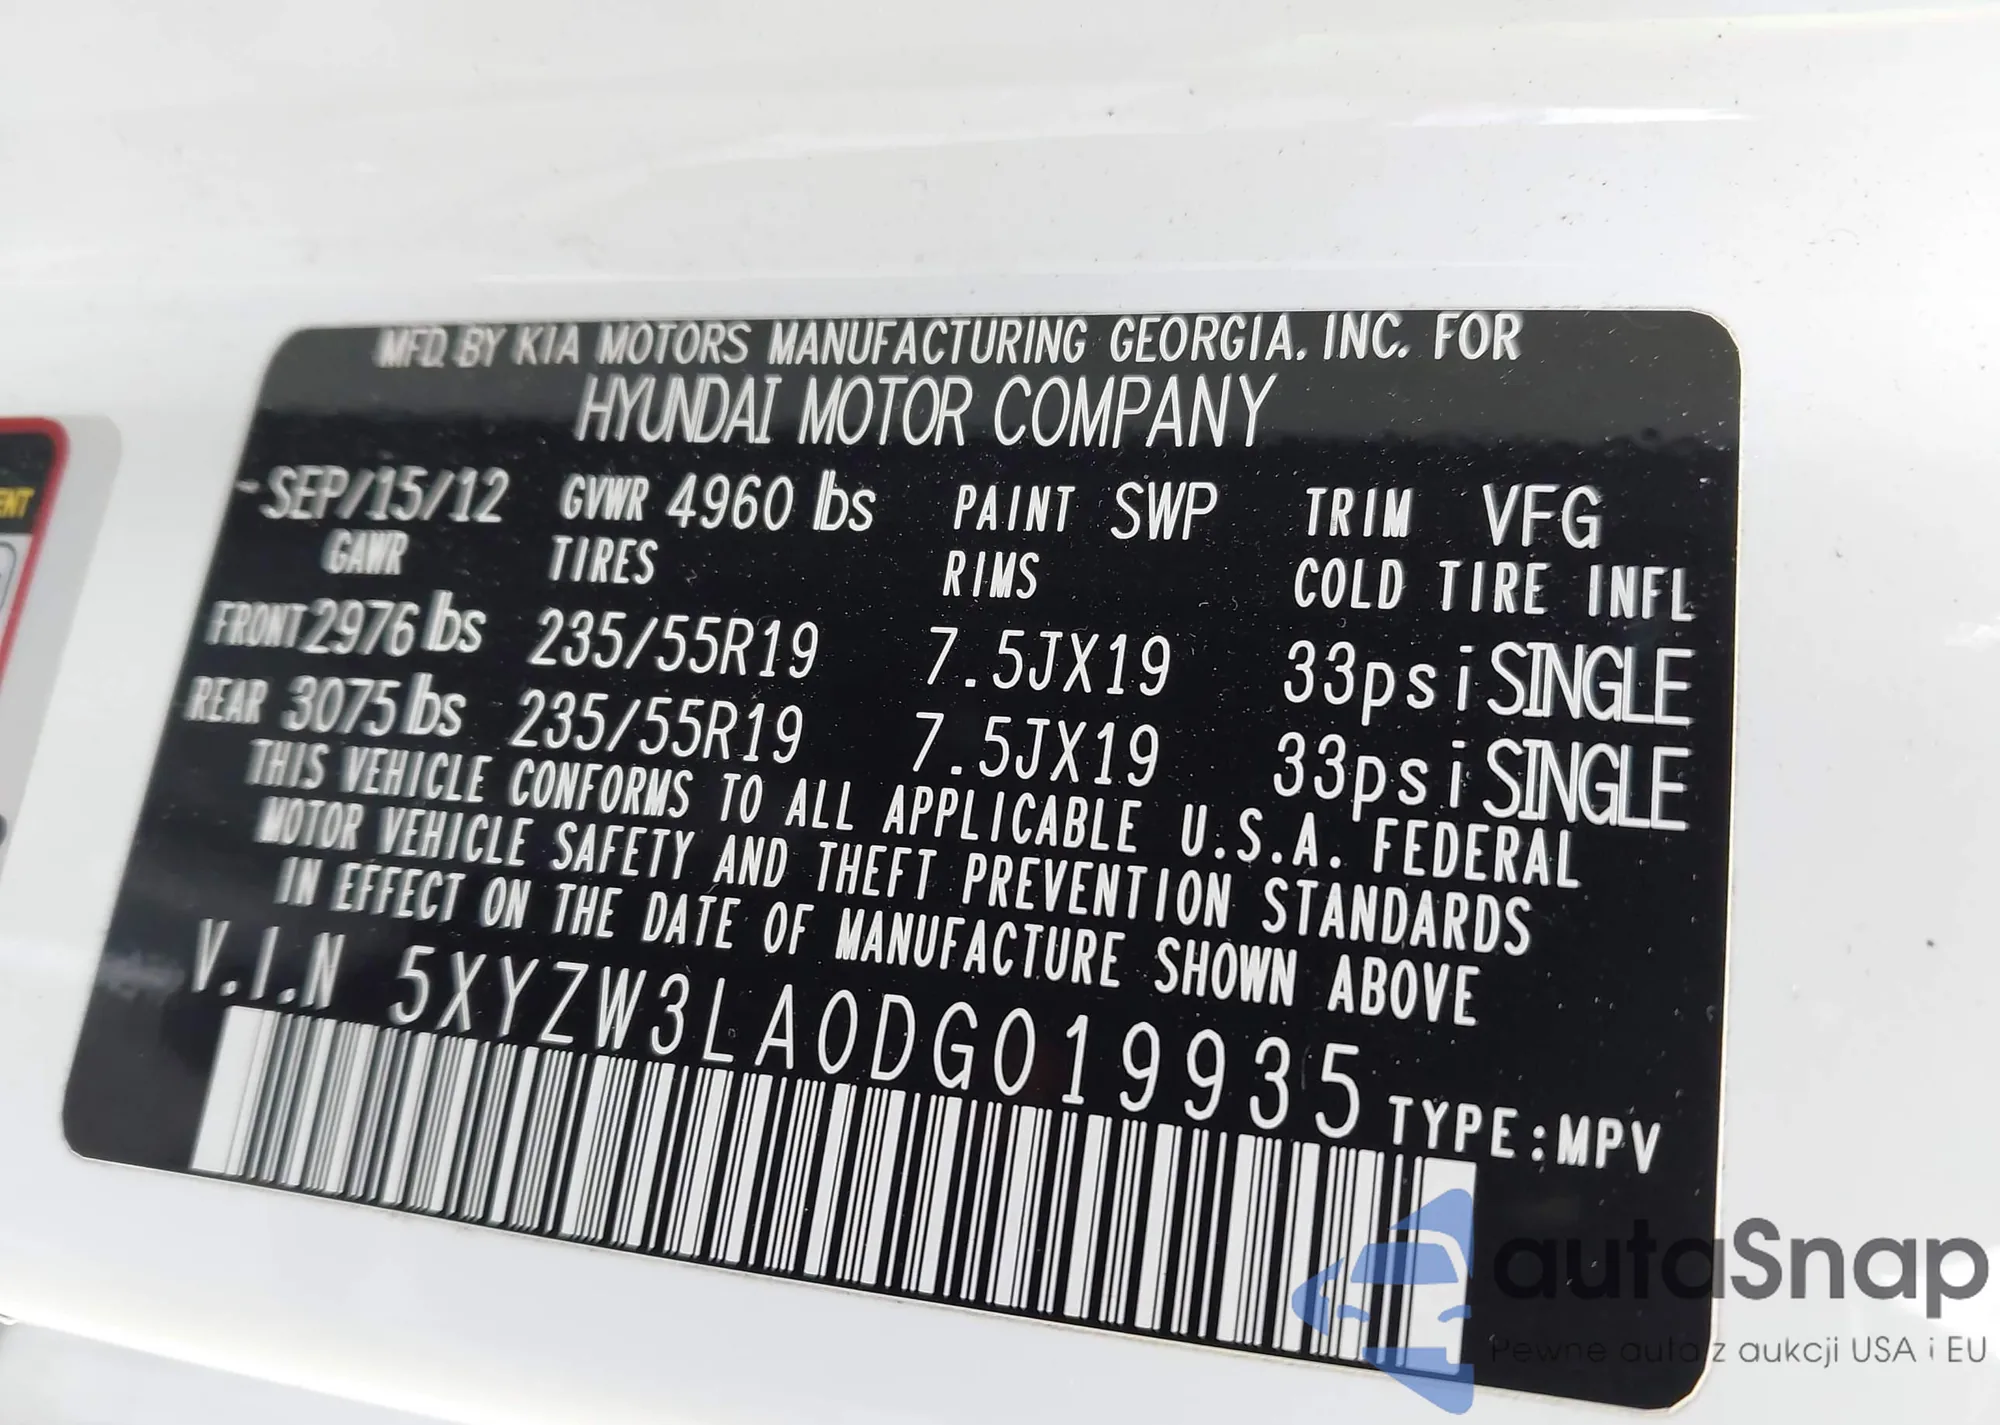 MFD BY KIA MOTORS MANUFACTURING GEORGIA, INC. FOR
HYUNDAI MOTOR COMPANY
SEP/15/12 GVWR 4960 lbs PAINT SWP TRIM VFG
GAWR TIRES RIMS COLD TIRE INFL
FRONT 2976 lbs 235/55R19 7.5JX19 33psi SINGLE
REAR 3075 lbs 235/55R19 7.5JX19 33psi SINGLE
THIS VEHICLE CONFORMS TO ALL APPLICABLE U.S.A. FEDERAL
MOTOR VEHICLE SAFETY AND THEFT PREVENTION STANDARDS
IN EFFECT ON THE DATE OF MANUFACTURE SHOWN ABOVE
V.I.N 5XYZW3LA0DG019935 TYPE:MPV
autaSnap
Pewne auta z aukcji USA i EU